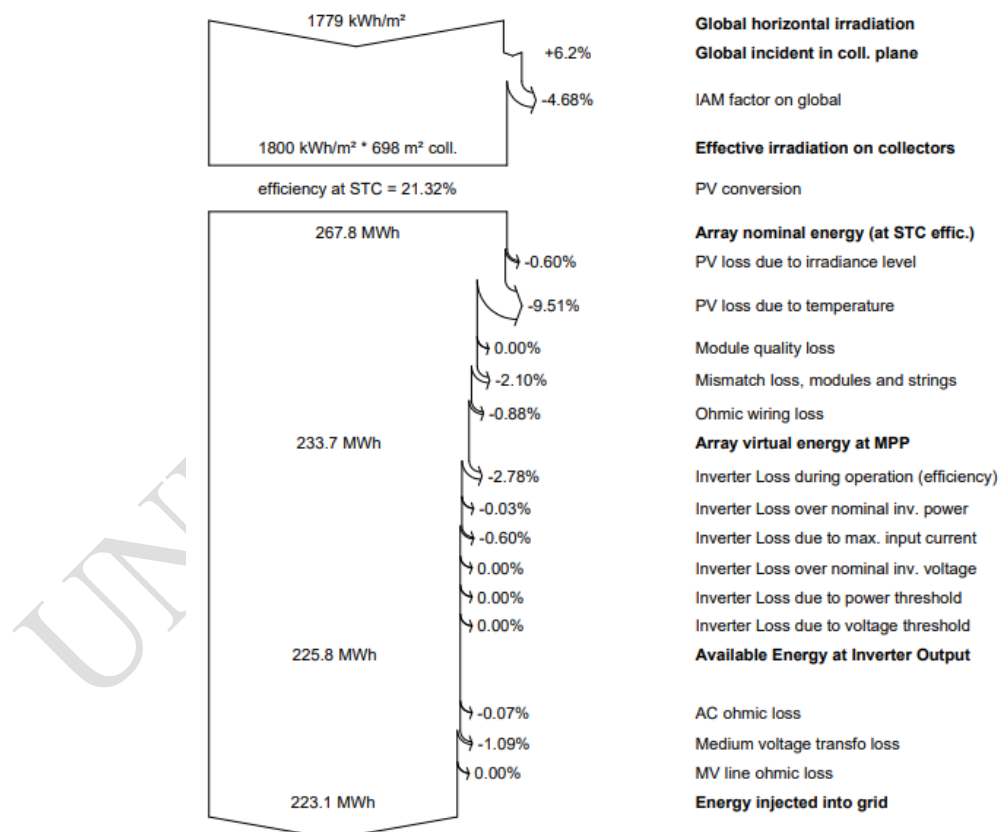 1779 kWh/m² Global horizontal irradiation
+6.2% Global incident in coll. plane
-4.68% IAM factor on global
1800 kWh/m² * 698 m² coll. Effective irradiation on collectors
efficiency at STC = 21.32% PV conversion
267.8 MWh Array nominal energy (at STC effic.)
-0.60% PV loss due to irradiance level
-9.51% PV loss due to temperature
0.00% Module quality loss
-2.10% Mismatch loss, modules and strings
-0.88% Ohmic wiring loss
233.7 MWh Array virtual energy at MPP
-2.78% Inverter Loss during operation (efficiency)
-0.03% Inverter Loss over nominal inv. power
-0.60% Inverter Loss due to max. input current
0.00% Inverter Loss over nominal inv. voltage
0.00% Inverter Loss due to power threshold
0.00% Inverter Loss due to voltage threshold
225.8 MWh Available Energy at Inverter Output
-0.07% AC ohmic loss
-1.09% Medium voltage transfo loss
0.00% MV line ohmic loss
223.1 MWh Energy injected into grid